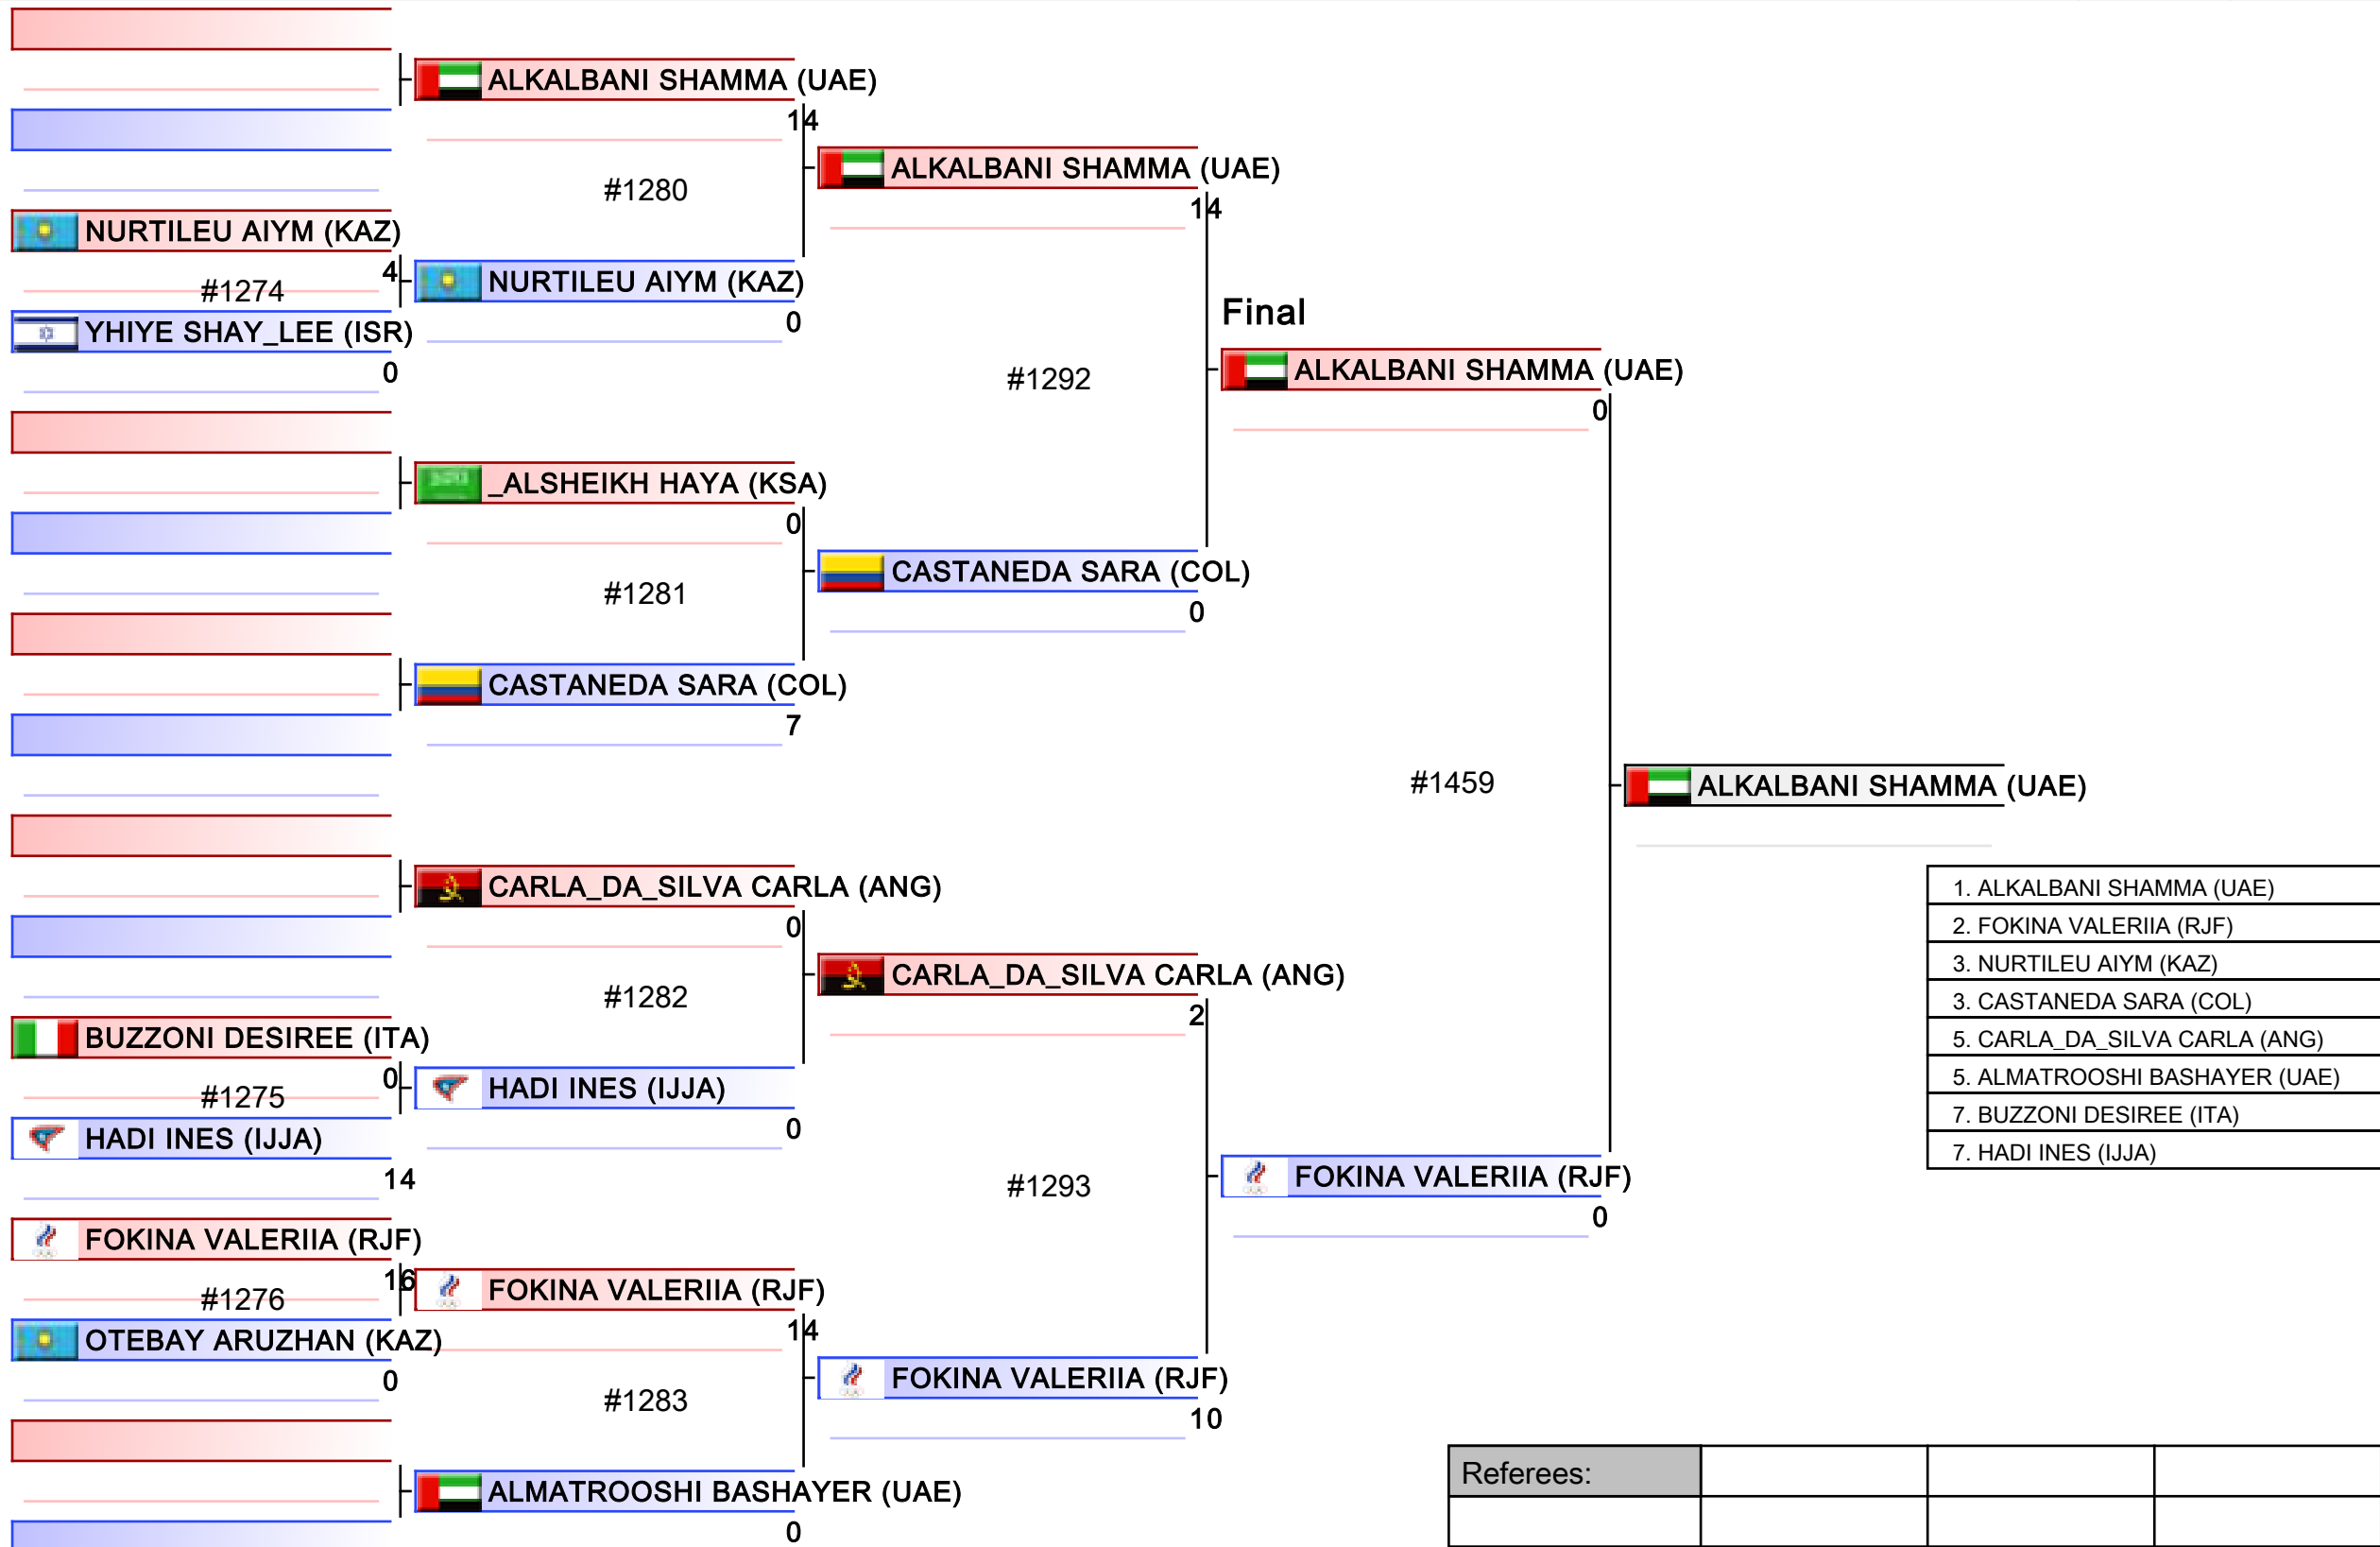 ALKALBANI SHAMMA (UAE)
14
#1280
NURTILEU AIYM (KAZ)
4
#1274
YHIYE SHAY_LEE (ISR)
0
NURTILEU AIYM (KAZ)
0
ALKALBANI SHAMMA (UAE)
14
#1292
_ALSHEIKH HAYA (KSA)
0
#1281
CASTANEDA SARA (COL)
7
CASTANEDA SARA (COL)
0
Final
ALKALBANI SHAMMA (UAE)
0
#1459
ALKALBANI SHAMMA (UAE)
CARLA_DA_SILVA CARLA (ANG)
0
#1282
BUZZONI DESIREE (ITA)
0
#1275
HADI INES (IJJA)
14
HADI INES (IJJA)
0
CARLA_DA_SILVA CARLA (ANG)
2
#1293
FOKINA VALERIIA (RJF)
16
#1276
OTEBAY ARUZHAN (KAZ)
0
FOKINA VALERIIA (RJF)
14
#1283
ALMATROOSHI BASHAYER (UAE)
0
FOKINA VALERIIA (RJF)
10
FOKINA VALERIIA (RJF)
0
1. ALKALBANI SHAMMA (UAE)
2. FOKINA VALERIIA (RJF)
3. NURTILEU AIYM (KAZ)
3. CASTANEDA SARA (COL)
5. CARLA_DA_SILVA CARLA (ANG)
5. ALMATROOSHI BASHAYER (UAE)
7. BUZZONI DESIREE (ITA)
7. HADI INES (IJJA)
Referees: